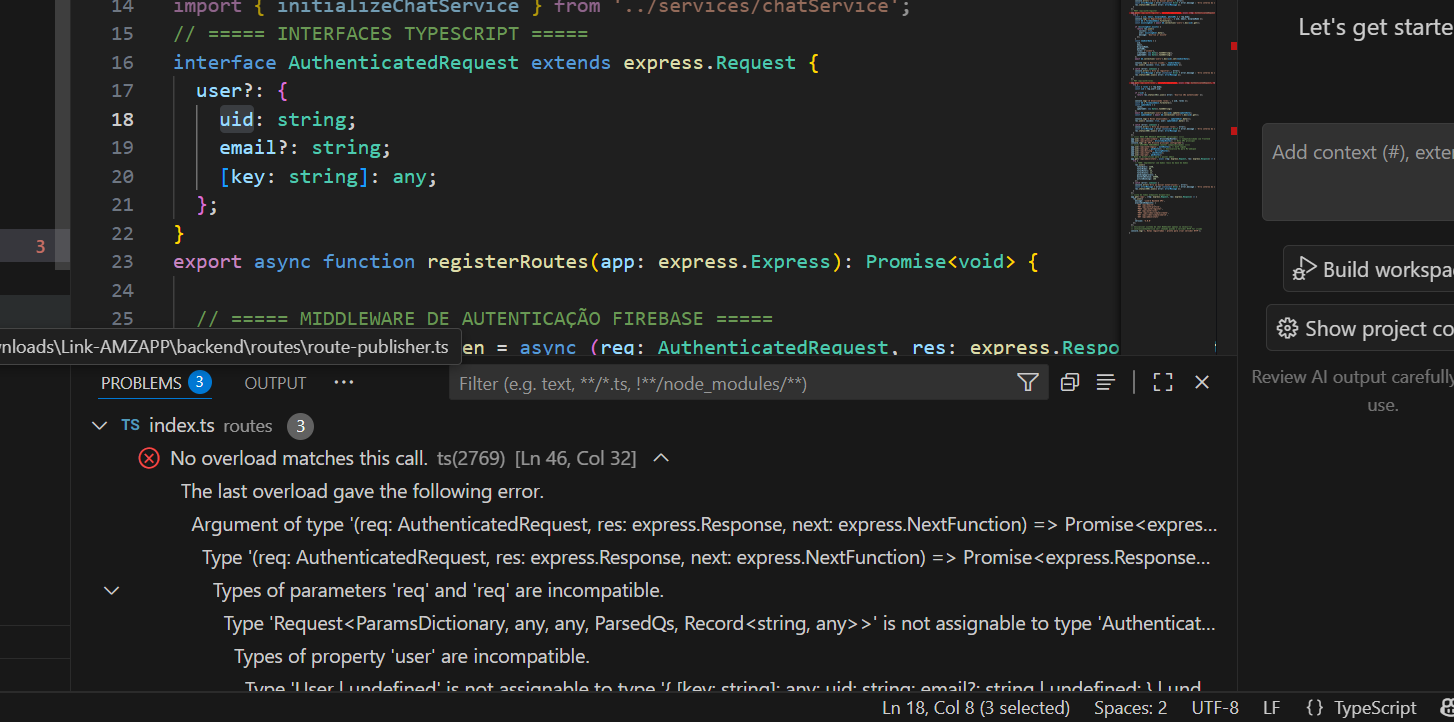 14 import { initializeChatService } from '../services/chatService';
15 // ===== INTERFACES TYPESCRIPT =====
16 interface AuthenticatedRequest extends express.Request {
17 user?: {
18 uid: string;
19 email?: string;
20 [key: string]: any;
21 };
22 }
23 export async function registerRoutes(app: express.Express): Promise<void> {
24
25 // ===== MIDDLEWARE DE AUTENTICAÇÃO FIREBASE =====
en = async (req: AuthenticatedRequest, res: express.Respo
3
wnloads\Link-AMZAPP\backend\routes\route-publisher.ts
PROBLEMS 3 OUTPUT ···
Filter (e.g. text, **/*.ts, !**/node_modules/**)
TS index.ts routes 3
No overload matches this call. ts(2769) [Ln 46, Col 32]
The last overload gave the following error.
Argument of type '(req: AuthenticatedRequest, res: express.Response, next: express.NextFunction) => Promise<expres...
Type '(req: AuthenticatedRequest, res: express.Response, next: express.NextFunction) => Promise<express.Response...
Types of parameters 'req' and 'req' are incompatible.
Type 'Request<ParamsDictionary, any, any, ParsedQs, Record<string, any>>' is not assignable to type 'Authenticat...
Types of property 'user' are incompatible.
Type 'User | undefined' is not assignable to type '{ [key: string]: any; uid: string; email?: string | undefined; } | und
Let's get starte
Add context (#), exten
Build workspac
Show project co
Review AI output carefully
use.
Ln 18, Col 8 (3 selected) Spaces: 2 UTF-8 LF {} TypeScript